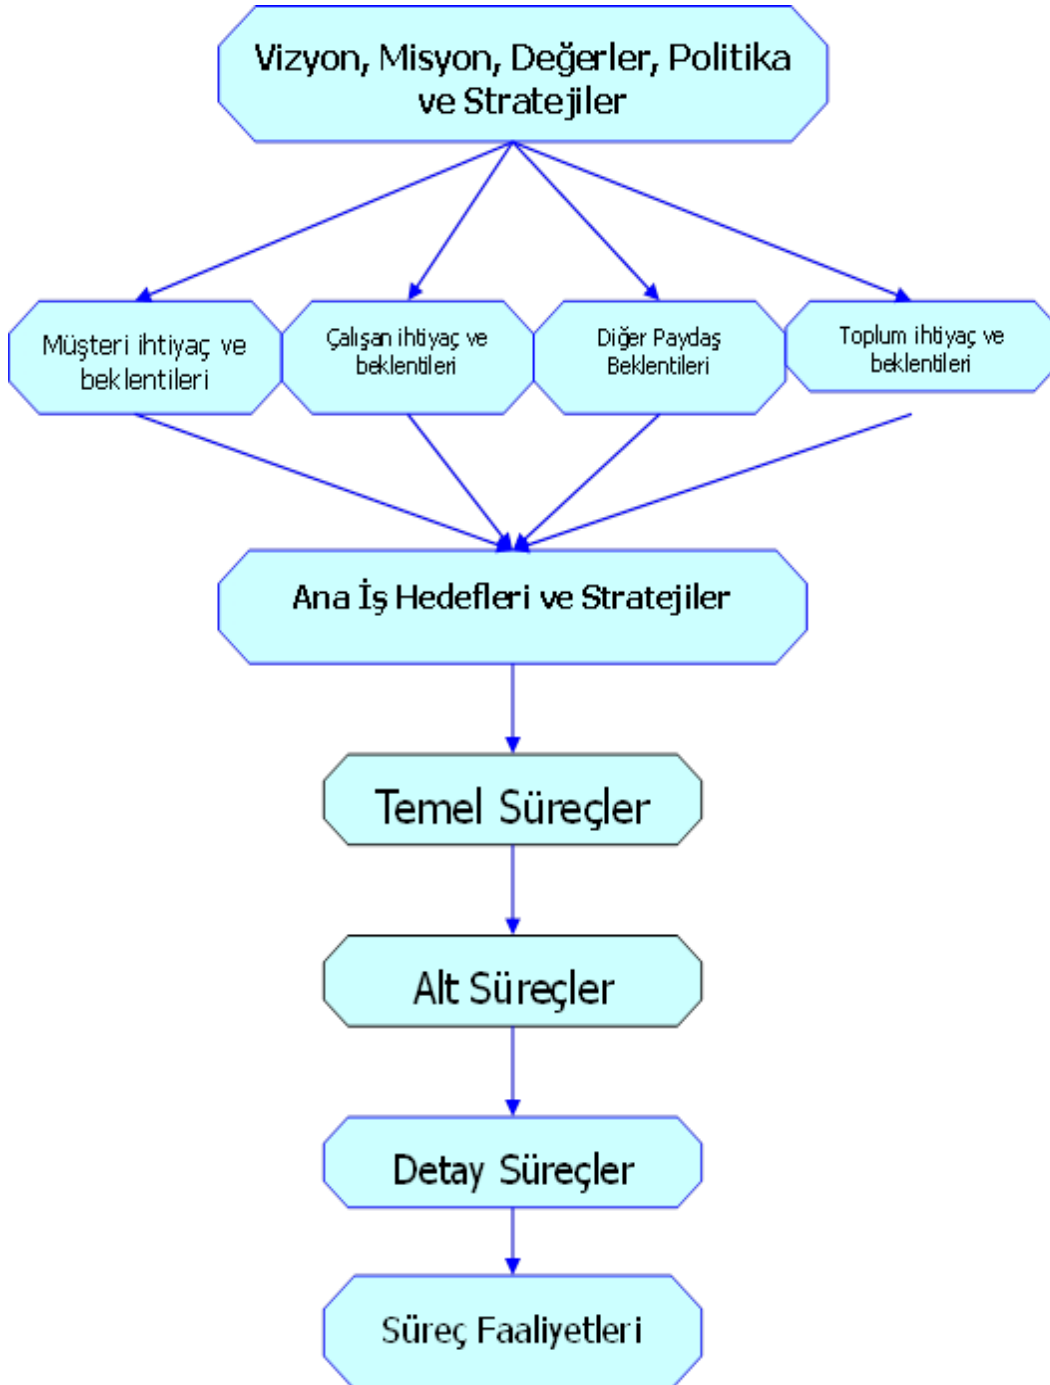 Vizyon, Misyon, Değerler, Politika
ve Stratejiler
Müşteri ihtiyaç ve
beklentileri
Çalışan ihtiyaç ve
beklentileri
Diğer Paydaş
Beklentileri
Toplum ihtiyaç ve
beklentileri
Ana İş Hedefleri ve Stratejiler
Temel Süreçler
Alt Süreçler
Detay Süreçler
Süreç Faaliyetleri